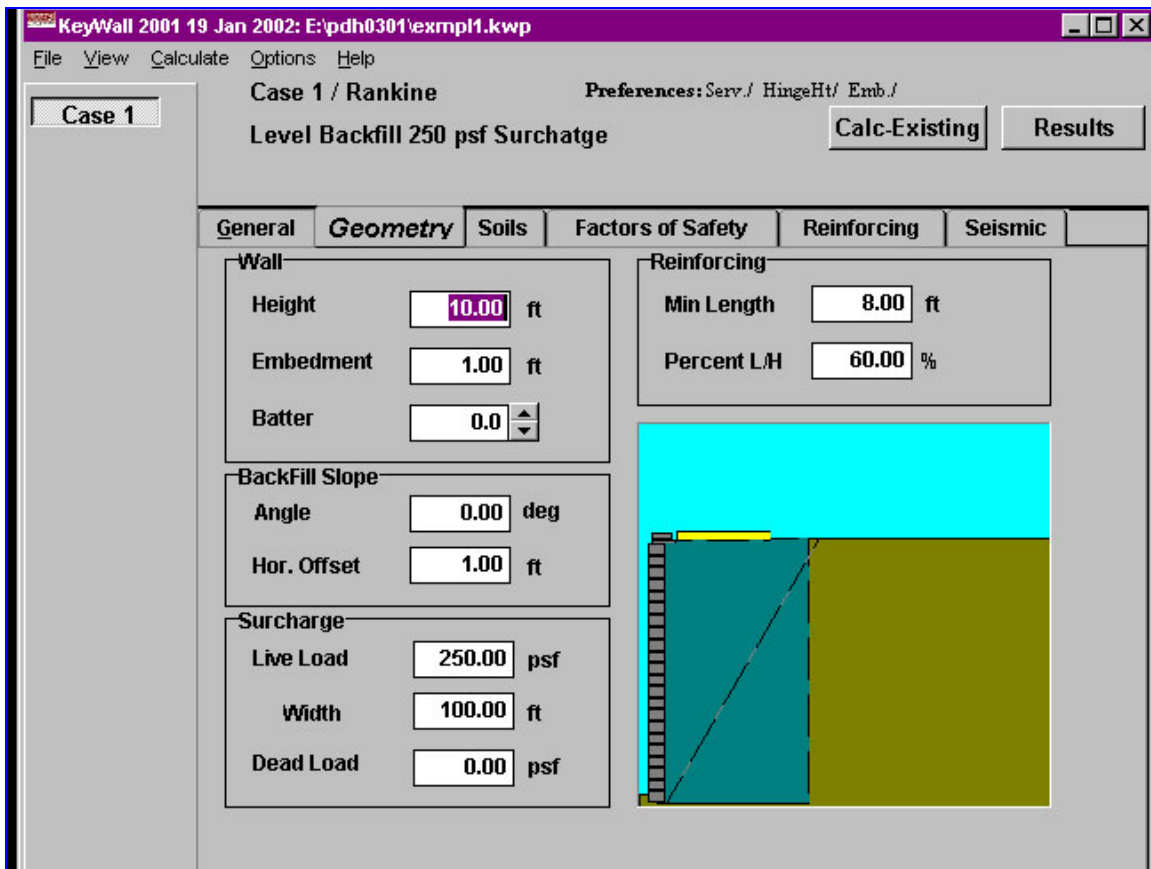 KeyWall 2001 19 Jan 2002: E:\pdh0301\exmpl1.kwp
File View Calculate Options Help
Case 1
Case 1 / Rankine
Preferences: Serv./ HingeHt/ Emb./
Level Backfill 250 psf Surchatge
Calc-Existing
Results
General Geometry Soils Factors of Safety Reinforcing Seismic
Wall
Height 10.00 ft
Embedment 1.00 ft
Batter 0.0
BackFill Slope
Angle 0.00 deg
Hor. Offset 1.00 ft
Surcharge
Live Load 250.00 psf
Width 100.00 ft
Dead Load 0.00 psf
Reinforcing
Min Length 8.00 ft
Percent L/H 60.00 %